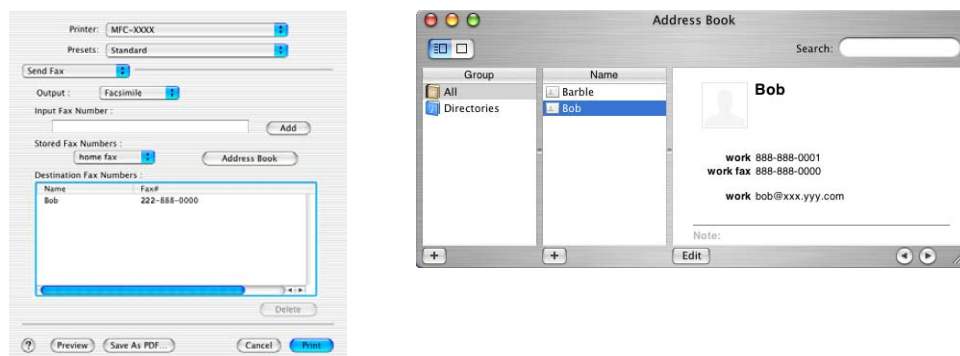 Printer: MFC-XXXX
Presets: Standard
Send Fax
Output : Facsimile
Input Fax Number :
Add
Stored Fax Numbers :
home fax Address Book
Destination Fax Numbers :
Name Fax#
Bob 222-888-0000
Delete
? Preview Save As PDF... Cancel Print
Address Book
Search:
Group Name
All Barble
Directories Bob
Bob
work 888-888-0001
work fax 888-888-0000
work bob@xxx.yyy.com
Note:
+ + Edit